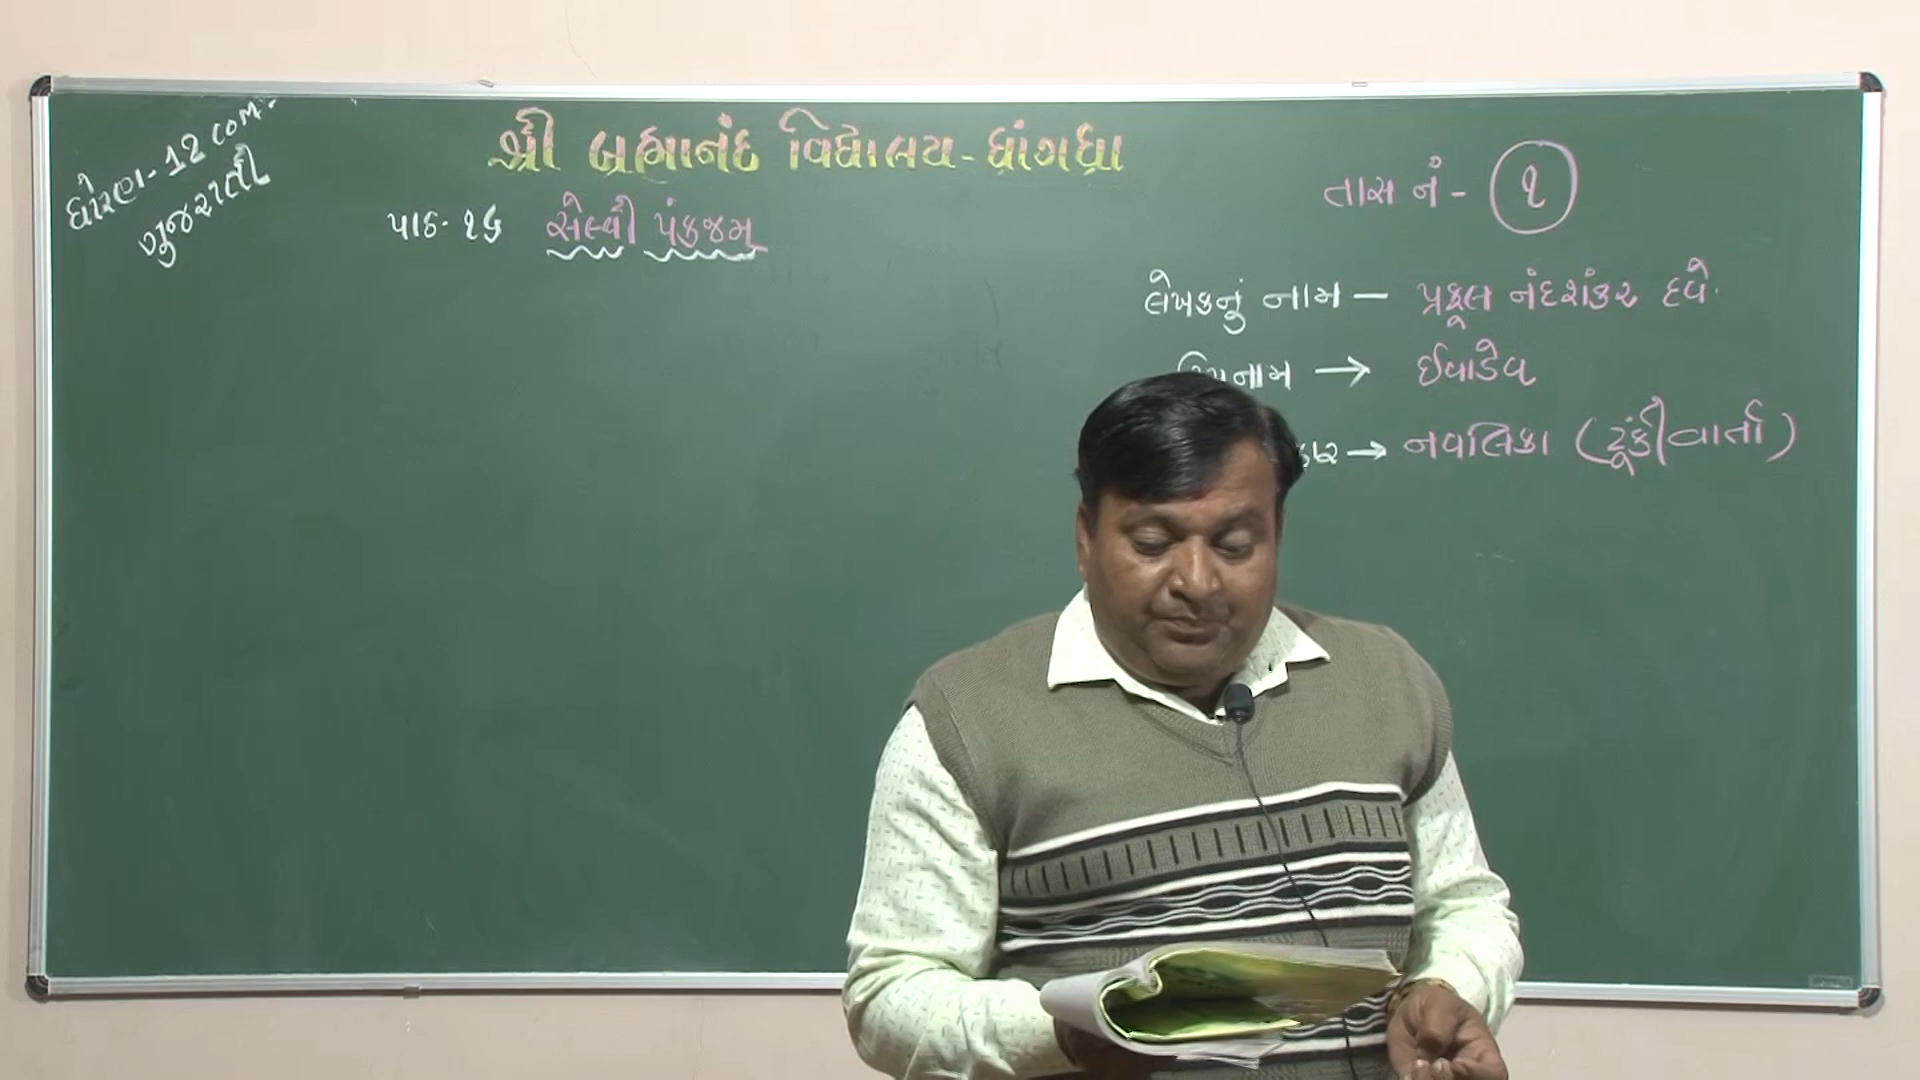 ધોરણ-12 com.
ગુજરાતી
શ્રી બ્રહ્માનંદ વિદ્યાલય-ધ્રાંગધ્રા
પાઠ-૧૬ સેલ્વી પંકજમ્
તાસ નં- ૧
લેખકનું નામ – પ્રફૂલ નંદશંકર દવે.
→ ઈવાડેવ
→ નવલિકા (ટૂંકીવાર્તા)